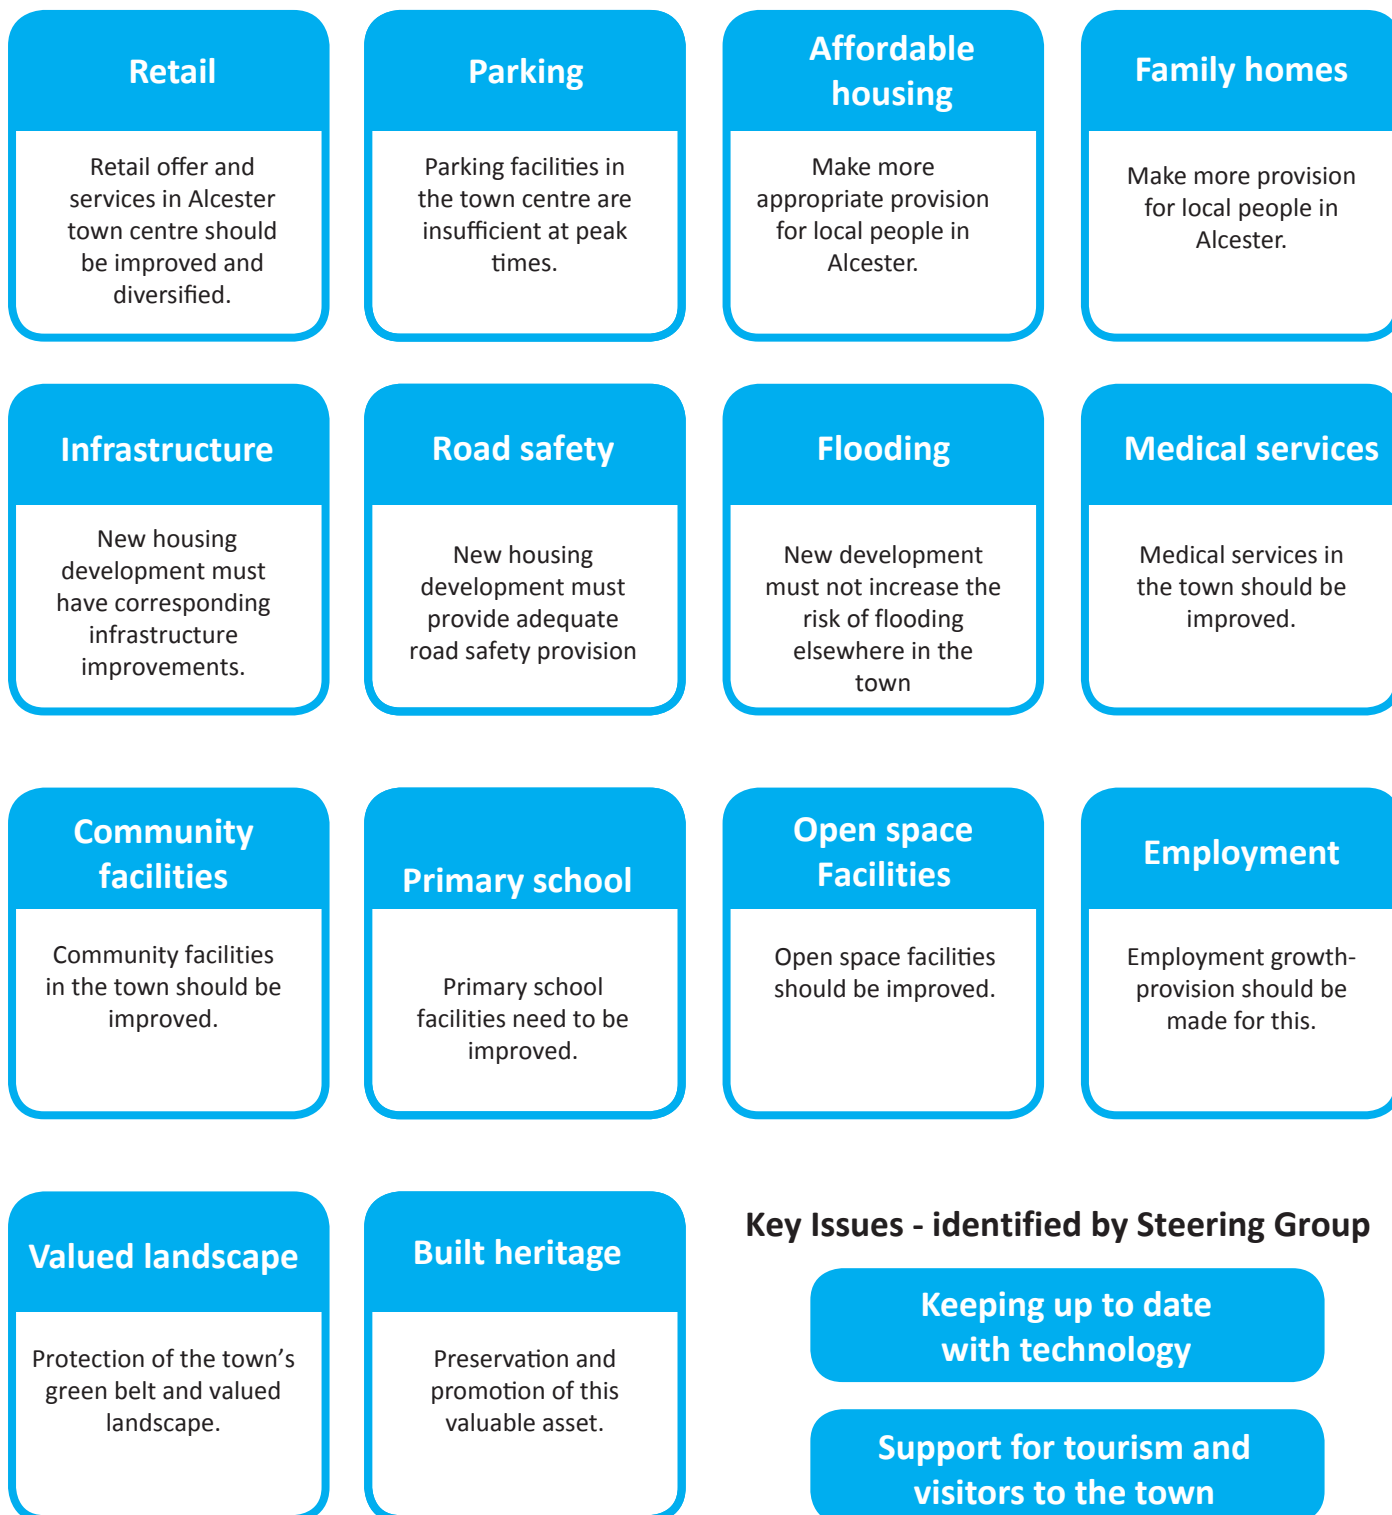 Retail
Retail offer and
services in Alcester
town centre should
be improved and
diversified.
Parking
Parking facilities in
the town centre are
insufficient at peak
times.
Affordable
housing
Make more
appropriate provision
for local people in
Alcester.
Family homes
Make more provision
for local people in
Alcester.
Infrastructure
New housing
development must
have corresponding
infrastructure
improvements.
Road safety
New housing
development must
provide adequate
road safety provision
Flooding
New development
must not increase the
risk of flooding
elsewhere in the
town
Medical services
Medical services in
the town should be
improved.
Community
facilities
Community facilities
in the town should be
improved.
Primary school
Primary school
facilities need to be
improved.
Open space
Facilities
Open space facilities
should be improved.
Employment
Employment growth-
provision should be
made for this.
Valued landscape
Protection of the town’s
green belt and valued
landscape.
Built heritage
Preservation and
promotion of this
valuable asset.
Key Issues - identified by Steering Group
Keeping up to date
with technology
Support for tourism and
visitors to the town